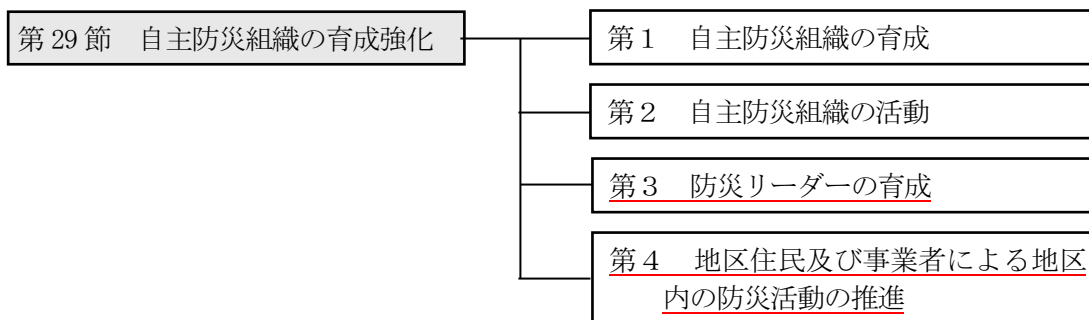 第29節　自主防災組織の育成強化
第１　自主防災組織の育成
第２　自主防災組織の活動
第３　防災リーダーの育成
第４　地区住民及び事業者による地区
内の防災活動の推進